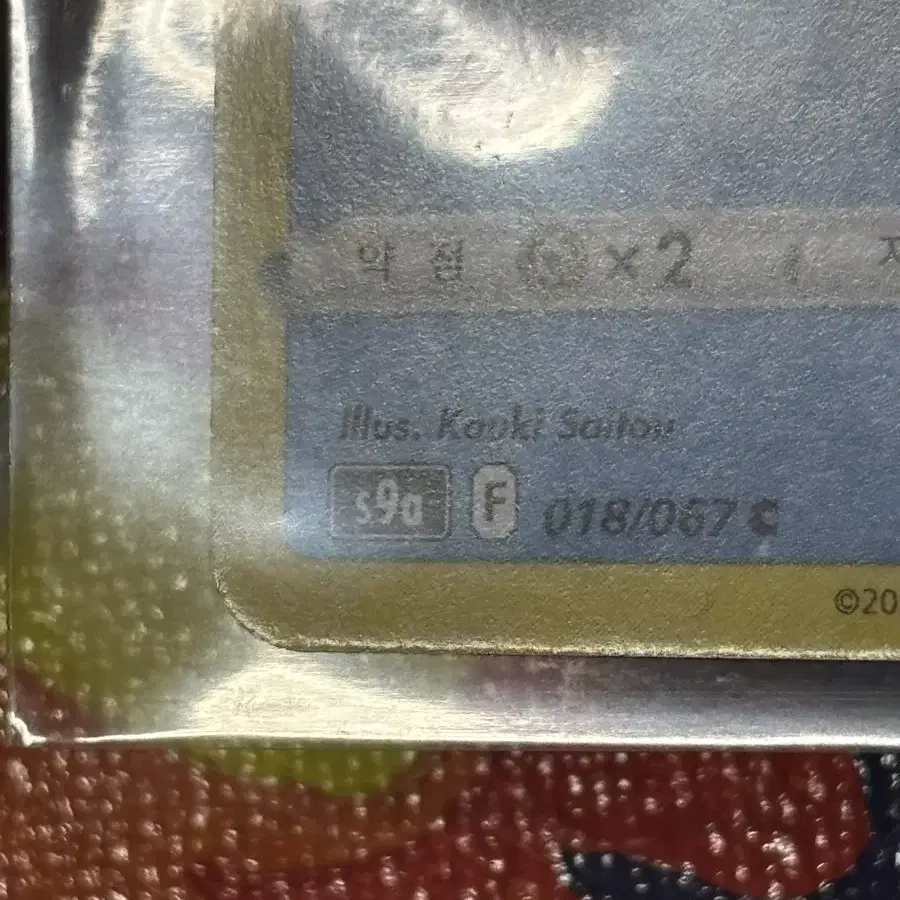 약점 ×2
Illus. Kouki Saitou
s9a F 018/067 C
©20